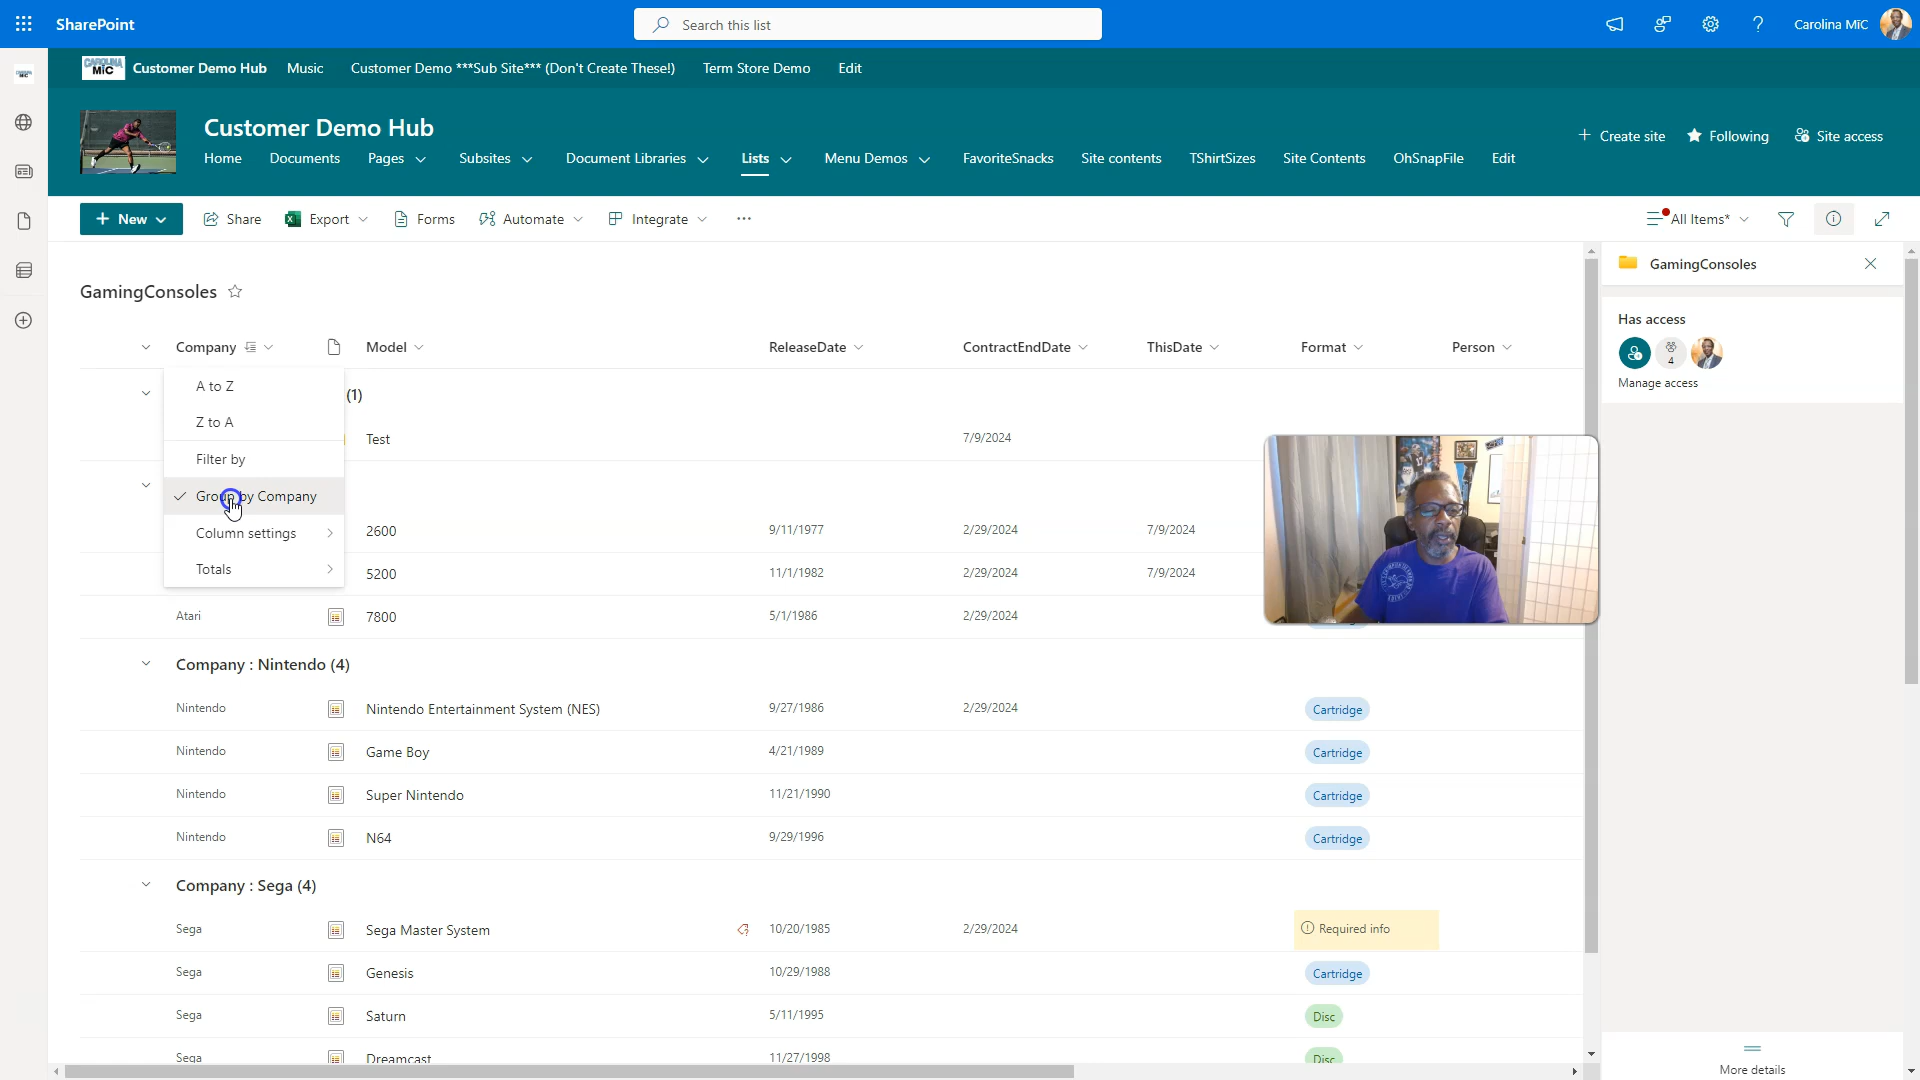 SharePoint
Search this list
Carolina MiC
CAROLINA MiC
Customer Demo Hub
Music
Customer Demo ***Sub Site*** (Don't Create These!)
Term Store Demo
Edit
Customer Demo Hub
Home
Documents
Pages
Subsites
Document Libraries
Lists
Menu Demos
FavoriteSnacks
Site contents
TShirtSizes
Site Contents
OhSnapFile
Edit
Create site
Following
Site access
New
Share
Export
Forms
Automate
Integrate
All Items*
GamingConsoles
Company
Model
ReleaseDate
ContractEndDate
ThisDate
Format
Person
A to Z
Z to A
Filter by
Group by Company
Column settings
Totals
(1)
Test 7/9/2024
2600 9/11/1977 2/29/2024 7/9/2024
5200 11/1/1982 2/29/2024 7/9/2024
Atari 7800 5/1/1986 2/29/2024
Company : Nintendo (4)
Nintendo Nintendo Entertainment System (NES) 9/27/1986 2/29/2024 Cartridge
Nintendo Game Boy 4/21/1989 Cartridge
Nintendo Super Nintendo 11/21/1990 Cartridge
Nintendo N64 9/29/1996 Cartridge
Company : Sega (4)
Sega Sega Master System 10/20/1985 2/29/2024 Required info
Sega Genesis 10/29/1988 Cartridge
Sega Saturn 5/11/1995 Disc
Sega Dreamcast 11/27/1998 Disc
GamingConsoles
Has access
4
Manage access
More details